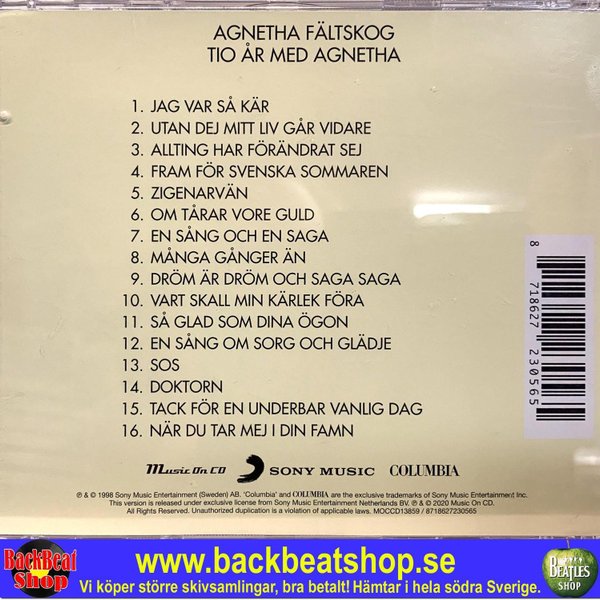 AGNETHA FÄLTSKOG
TIO ÅR MED AGNETHA
1. JAG VAR SÅ KÄR
2. UTAN DEJ MITT LIV GÅR VIDARE
3. ALLTING HAR FÖRÄNDRAT SEJ
4. FRAM FÖR SVENSKA SOMMAREN
5. ZIGENARVÄN
6. OM TÅRAR VORE GULD
7. EN SÅNG OCH EN SAGA
8. MÅNGA GÅNGER ÄN
9. DRÖM ÄR DRÖM OCH SAGA SAGA
10. VART SKALL MIN KÄRLEK FÖRA
11. SÅ GLAD SOM DINA ÖGON
12. EN SÅNG OM SORG OCH GLÄDJE
13. SOS
14. DOKTORN
15. TACK FÖR EN UNDERBAR VANLIG DAG
16. NÄR DU TAR MEJ I DIN FAMN
8 718627 230565
Music On CD SONY MUSIC COLUMBIA
℗ & © 1998 Sony Music Entertainment (Sweden) AB. 'Columbia' and COLUMBIA are the exclusive trademarks of Sony Music Entertainment Inc.
This version is released under exclusive license from Sony Music Entertainment Netherlands BV. ℗ & © 2020 Music On CD.
All Rights Reserved. Unauthorized duplication is a violation of applicable laws. MOCCD13859 / 8718627230565
BackBeat
Shop
www.backbeatshop.se
Vi köper större skivsamlingar, bra betalt! Hämtar i hela södra Sverige.
BEATLES
SHOP